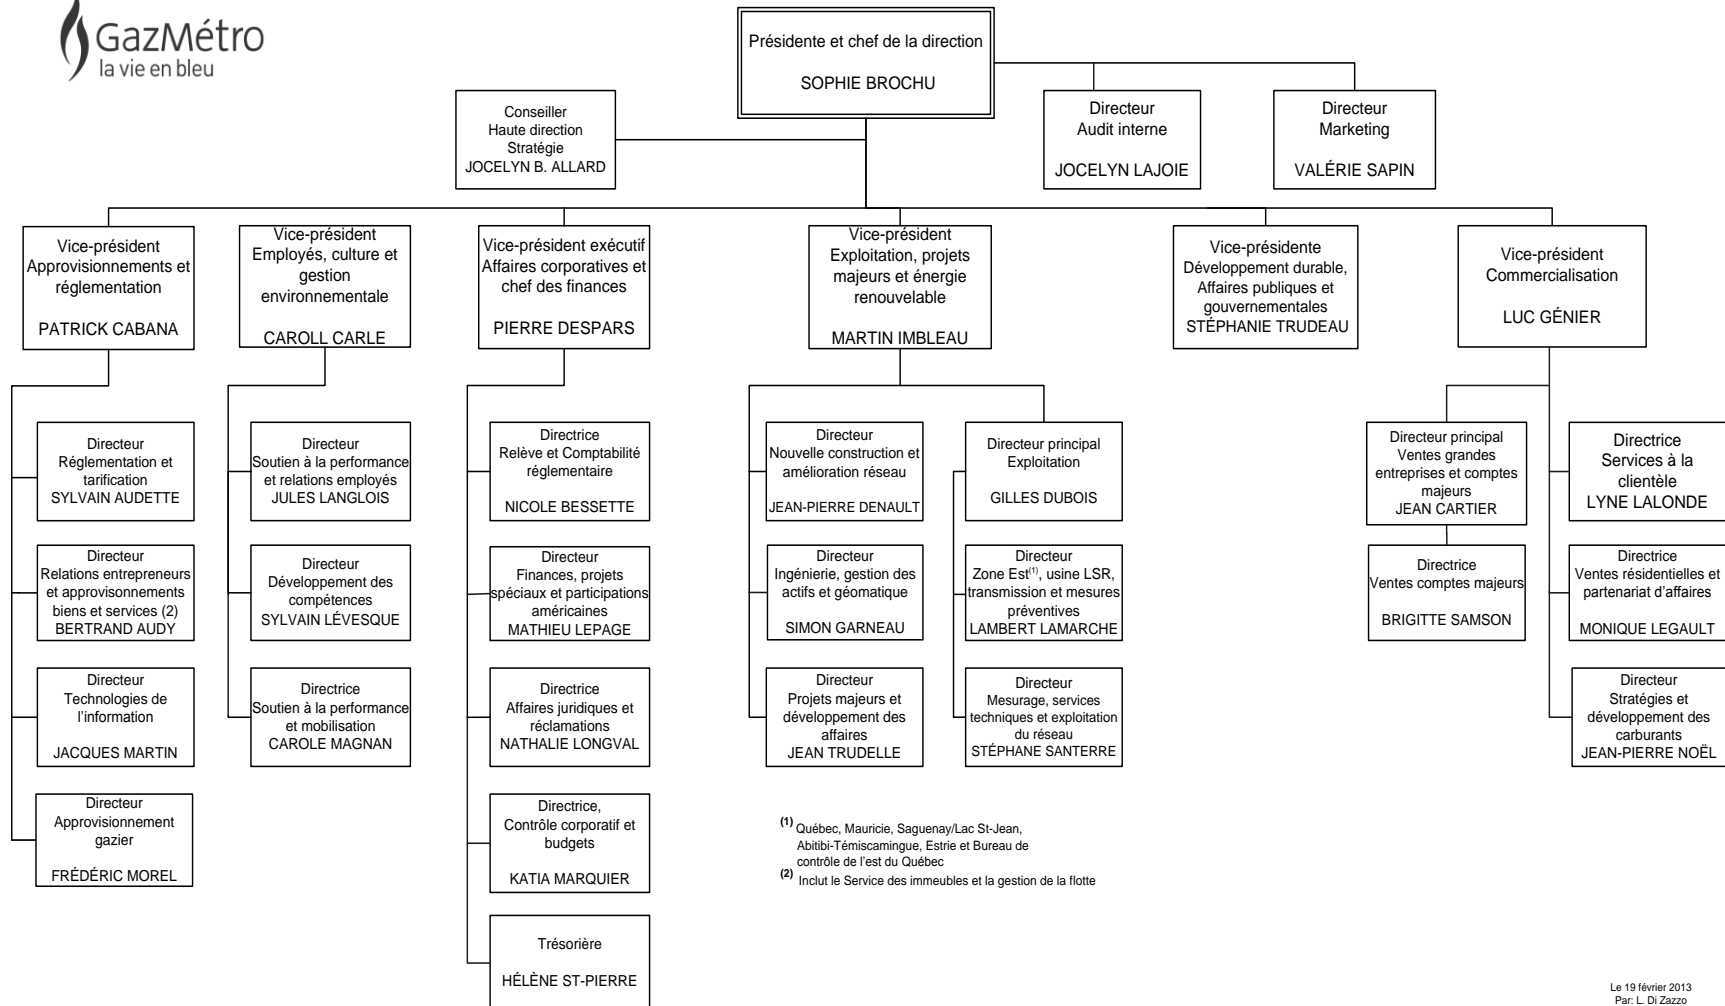 GazMétro
la vie en bleu
Présidente et chef de la direction
SOPHIE BROCHU
Conseiller
Haute direction
Stratégie
JOCELYN B. ALLARD
Directeur
Audit interne
JOCELYN LAJOIE
Directeur
Marketing
VALÉRIE SAPIN
Vice-président
Approvisionnements et
réglementation
PATRICK CABANA
Vice-président
Employés, culture et
gestion
environnementale
CAROLL CARLE
Vice-président exécutif
Affaires corporatives et
chef des finances
PIERRE DESPARS
Vice-président
Exploitation, projets
majeurs et énergie
renouvelable
MARTIN IMBLEAU
Vice-présidente
Développement durable,
Affaires publiques et
gouvernementales
STÉPHANIE TRUDEAU
Vice-président
Commercialisation
LUC GÉNIER
Directeur
Réglementation et
tarification
SYLVAIN AUDETTE
Directeur
Relations entrepreneurs
et approvisonnements
biens et services (2)
BERTRAND AUDY
Directeur
Technologies de
l'information
JACQUES MARTIN
Directeur
Approvisionnement
gazier
FRÉDÉRIC MOREL
Directeur
Soutien à la performance
et relations employés
JULES LANGLOIS
Directeur
Développement des
compétences
SYLVAIN LÉVESQUE
Directrice
Soutien à la performance
et mobilisation
CAROLE MAGNAN
Directrice
Relève et Comptabilité
réglementaire
NICOLE BESSETTE
Directeur
Finances, projets
spéciaux et participations
américaines
MATHIEU LEPAGE
Directrice
Affaires juridiques et
réclamations
NATHALIE LONGVAL
Directrice,
Contrôle corporatif et
budgets
KATIA MARQUIER
Trésorière
HÉLÈNE ST-PIERRE
Directeur
Nouvelle construction et
amélioration réseau
JEAN-PIERRE DENAULT
Directeur
Ingénierie, gestion des
actifs et géomatique
SIMON GARNEAU
Directeur
Projets majeurs et
développement des
affaires
JEAN TRUDELLE
Directeur principal
Exploitation
GILLES DUBOIS
Directeur
Zone Est(1), usine LSR,
transmission et mesures
préventives
LAMBERT LAMARCHE
Directeur
Mesurage, services
techniques et exploitation
du réseau
STÉPHANE SANTERRE
Directeur principal
Ventes grandes
entreprises et comptes
majeurs
JEAN CARTIER
Directrice
Ventes comptes majeurs
BRIGITTE SAMSON
Directrice
Services à la
clientèle
LYNE LALONDE
Directrice
Ventes résidentielles et
partenariat d'affaires
MONIQUE LEGAULT
Directeur
Stratégies et
développement des
carburants
JEAN-PIERRE NOËL
(1) Québec, Mauricie, Saguenay/Lac St-Jean,
Abitibi-Témiscamingue, Estrie et Bureau de
contrôle de l'est du Québec
(2) Inclut le Service des immeubles et la gestion de la flotte
Le 19 février 2013
Par: L. Di Zazzo